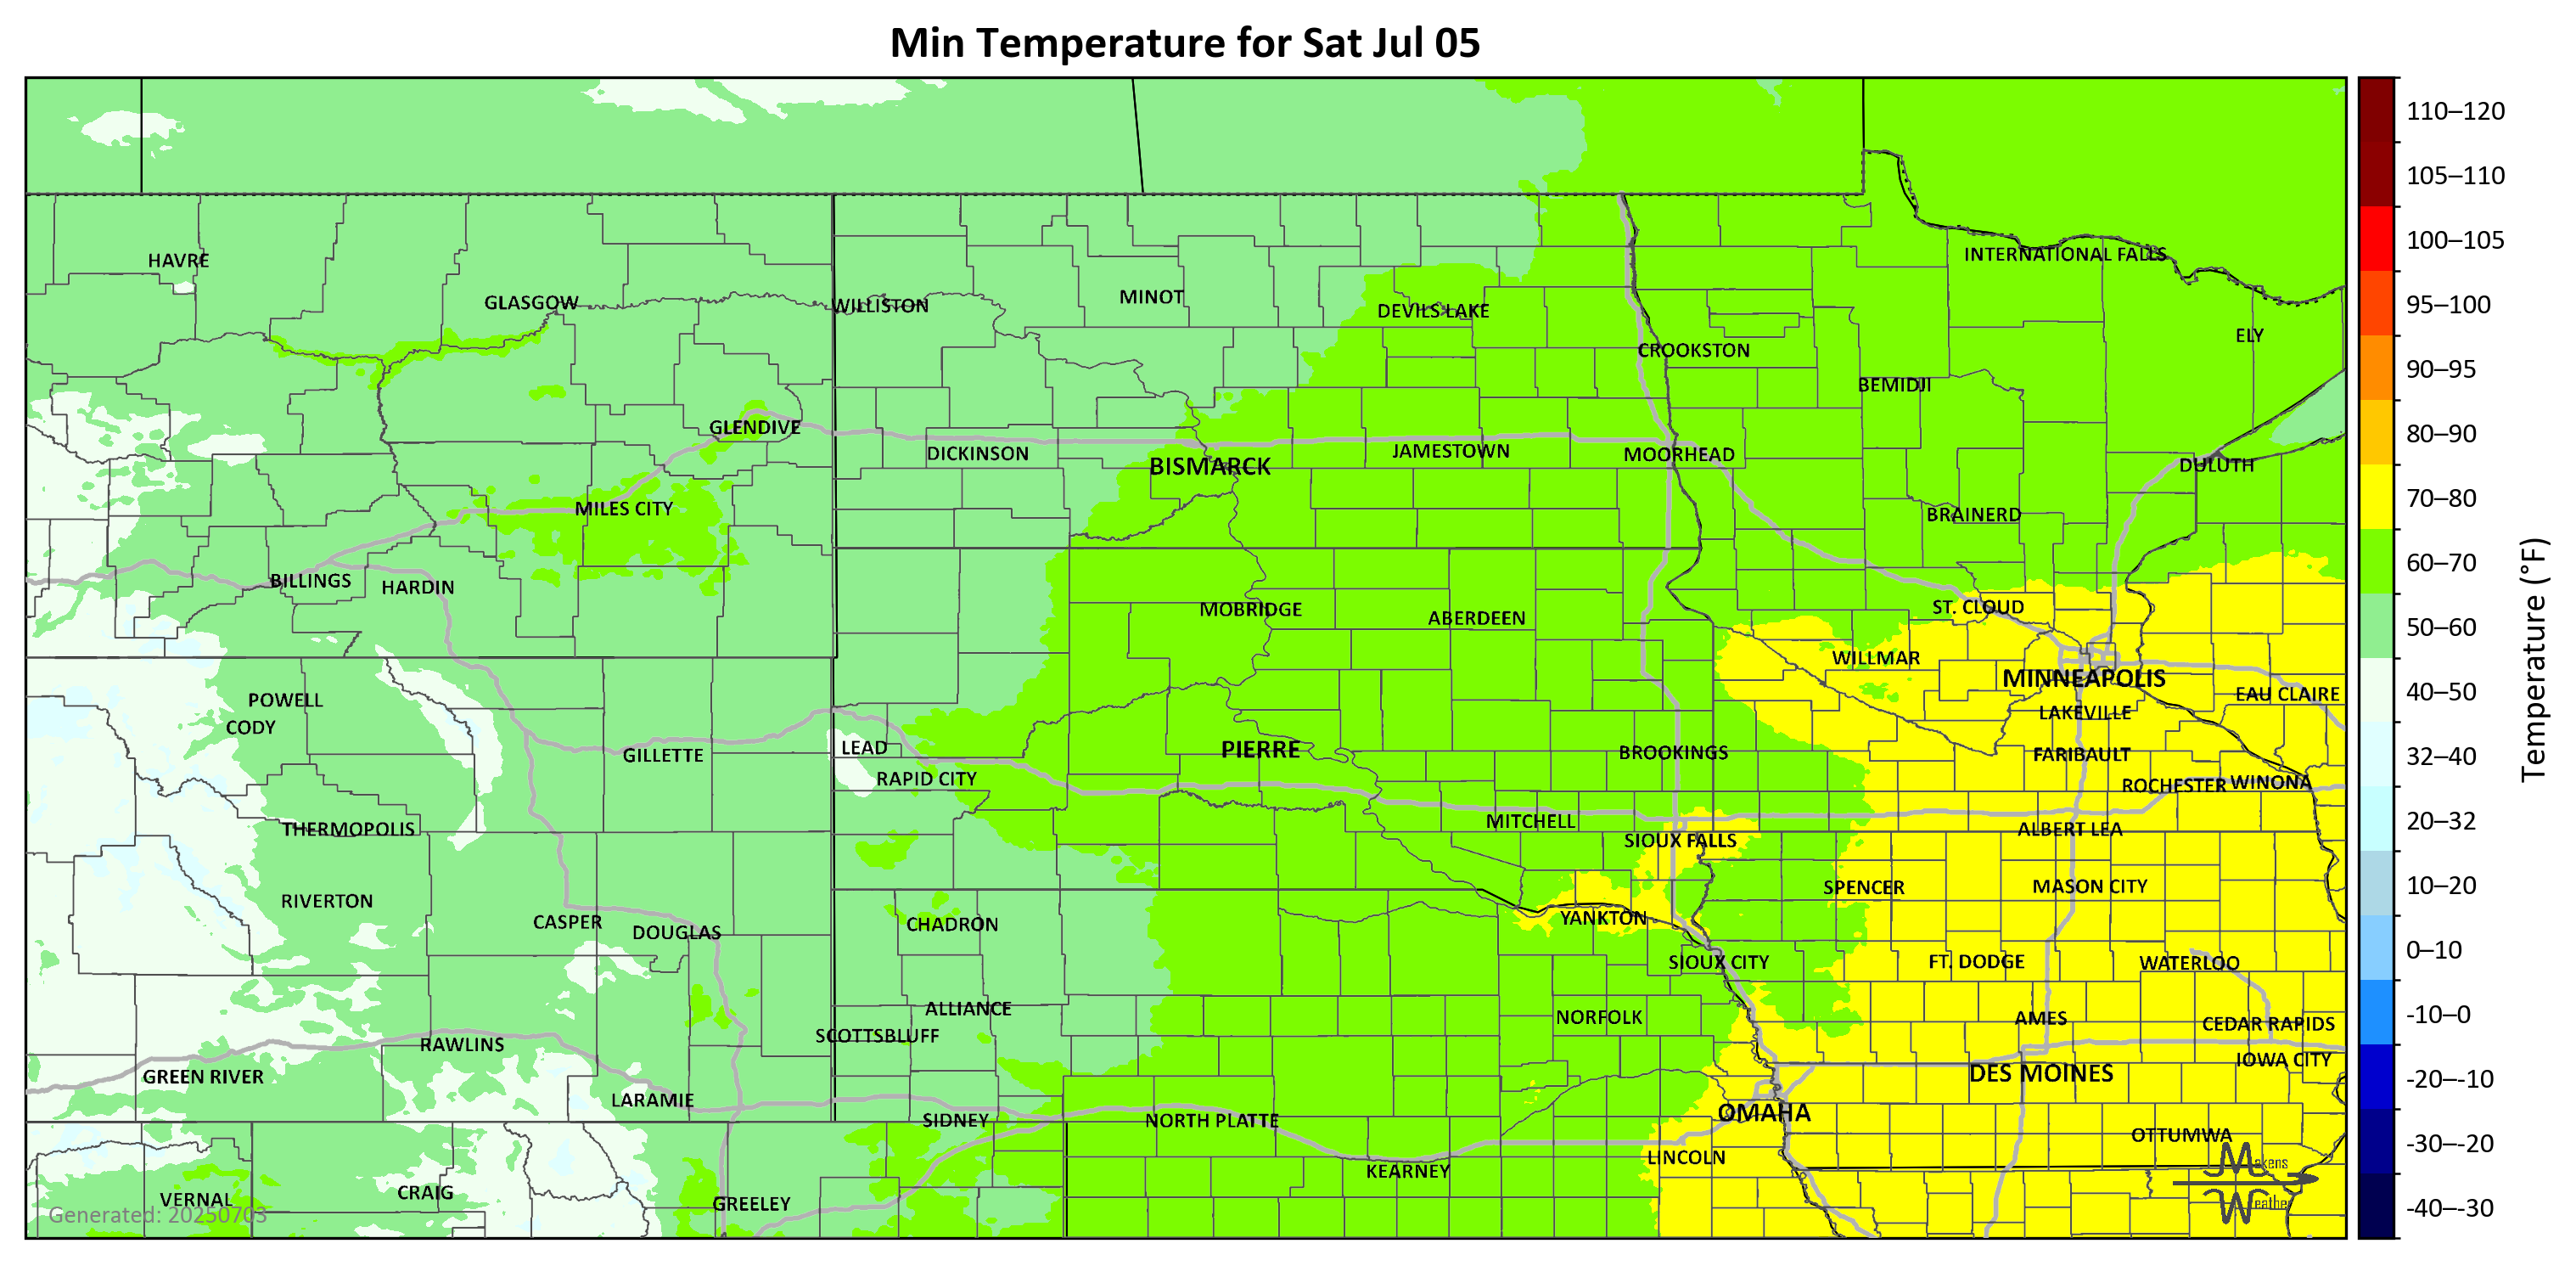 Min Temperature for Sat Jul 05
HAVRE
GLASGOW
WILLISTON
MINOT
DEVILS LAKE
INTERNATIONAL FALLS
ELY
CROOKSTON
BEMIDJI
GLENDIVE
DICKINSON
BISMARCK
JAMESTOWN
MOORHEAD
DULUTH
MILES CITY
BRAINERD
BILLINGS
HARDIN
MOBRIDGE
ABERDEEN
ST. CLOUD
WILLMAR
MINNEAPOLIS
EAU CLAIRE
POWELL
CODY
LAKEVILLE
GILLETTE
LEAD
PIERRE
BROOKINGS
FARIBAULT
RAPID CITY
ROCHESTER
WINONA
THERMOPOLIS
MITCHELL
SIOUX FALLS
ALBERT LEA
RIVERTON
SPENCER
MASON CITY
CASPER
DOUGLAS
CHADRON
YANKTON
SIOUX CITY
FT. DODGE
WATERLOO
ALLIANCE
NORFOLK
AMES
CEDAR RAPIDS
SCOTTSBLUFF
RAWLINS
IOWA CITY
GREEN RIVER
DES MOINES
LARAMIE
SIDNEY
NORTH PLATTE
OMAHA
OTTUMWA
LINCOLN
KEARNEY
VERNAL
CRAIG
GREELEY
Generated: 20250703
Makens
Weather
110–120
105–110
100–105
95–100
90–95
80–90
70–80
60–70
50–60
40–50
32–40
20–32
10–20
0–10
-10–0
-20–-10
-30–-20
-40–-30
Temperature (°F)